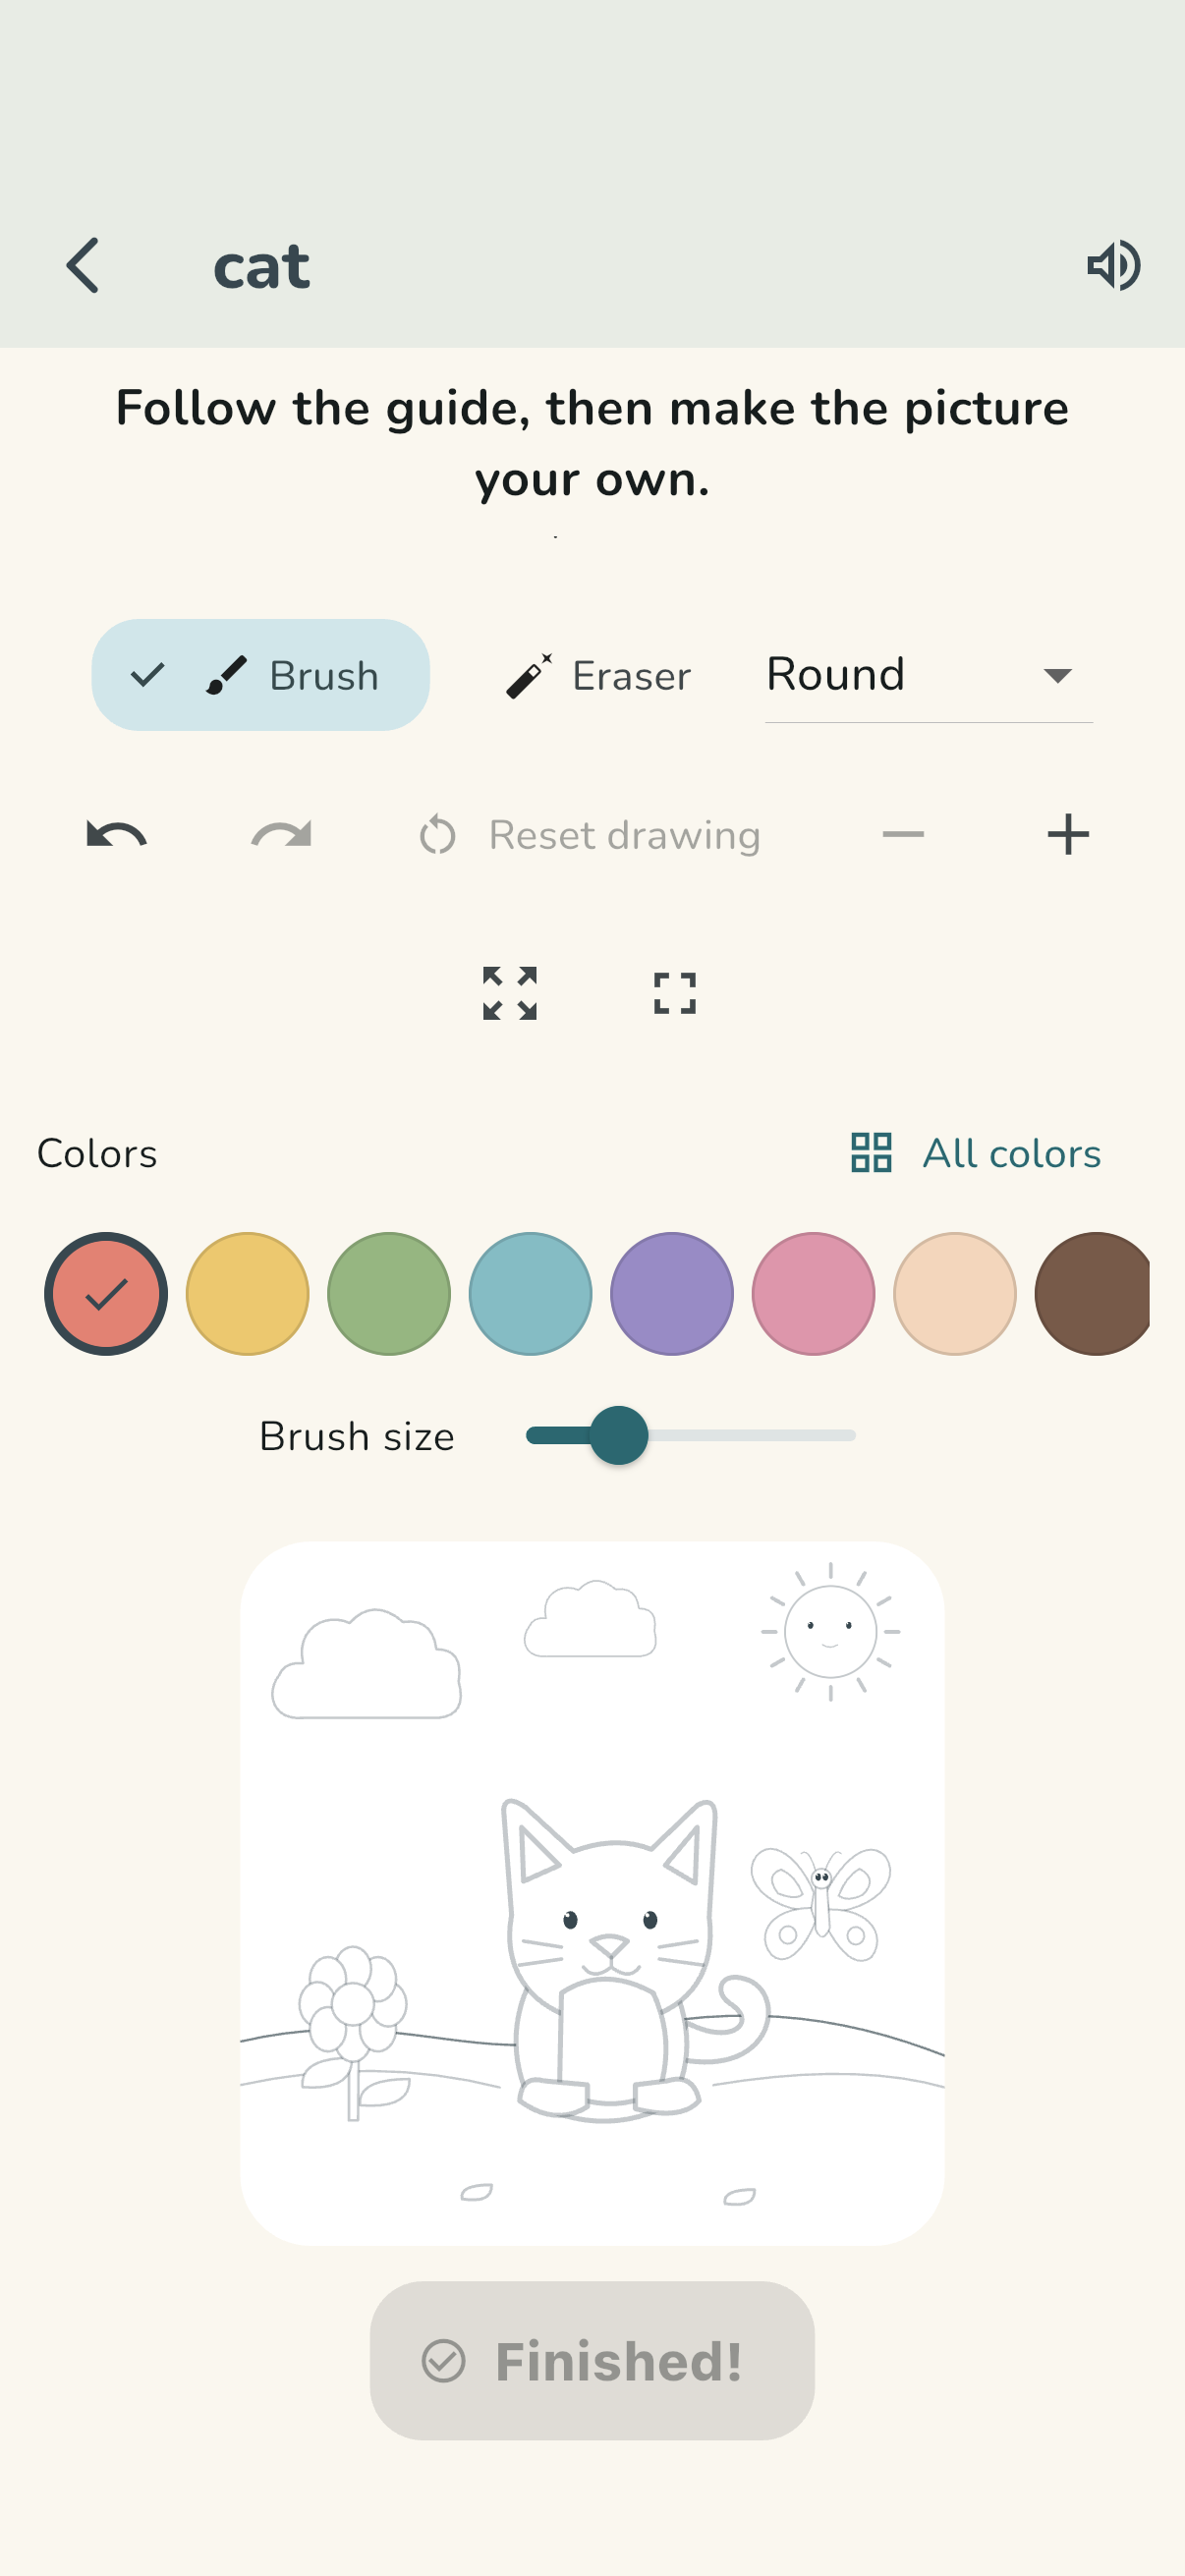 cat
Follow the guide, then make the picture
your own.
Brush
Eraser
Round
Reset drawing
Colors
All colors
Brush size
Finished!